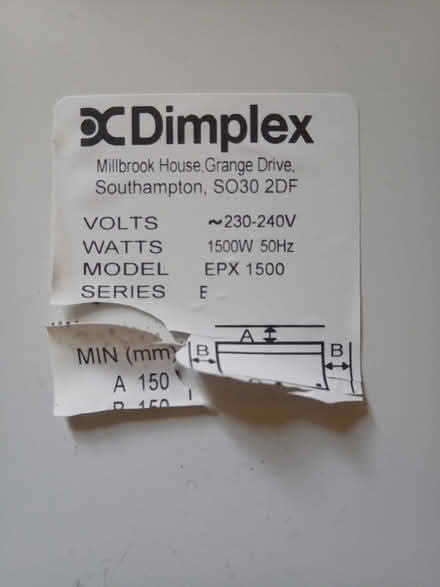 Dimplex
Millbrook House,Grange Drive,
Southampton, SO30 2DF
VOLTS ~230-240V
WATTS 1500W 50Hz
MODEL EPX 1500
SERIES E
MIN (mm) B A B
A 150
B 150